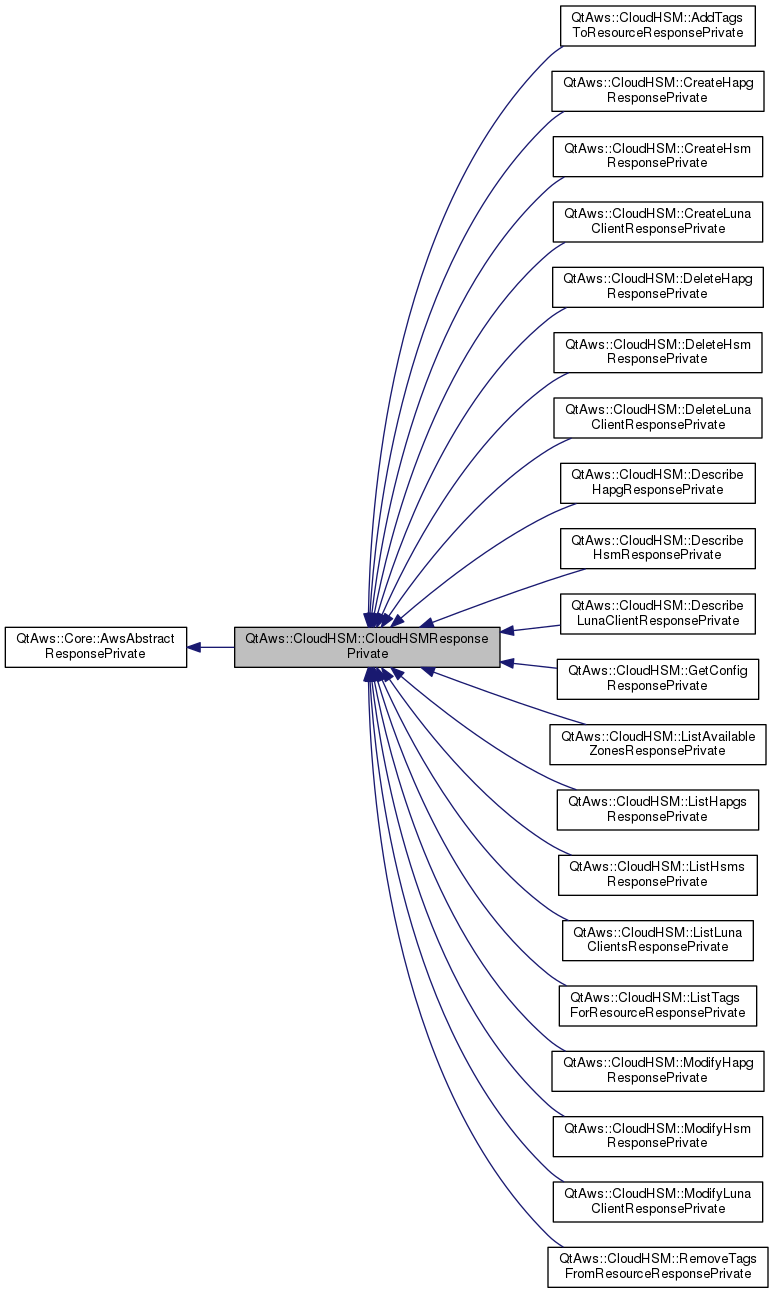 QtAws::Core::AwsAbstract
ResponsePrivate
QtAws::CloudHSM::CloudHSMResponse
Private
QtAws::CloudHSM::AddTags
ToResourceResponsePrivate
QtAws::CloudHSM::CreateHapg
ResponsePrivate
QtAws::CloudHSM::CreateHsm
ResponsePrivate
QtAws::CloudHSM::CreateLuna
ClientResponsePrivate
QtAws::CloudHSM::DeleteHapg
ResponsePrivate
QtAws::CloudHSM::DeleteHsm
ResponsePrivate
QtAws::CloudHSM::DeleteLuna
ClientResponsePrivate
QtAws::CloudHSM::Describe
HapgResponsePrivate
QtAws::CloudHSM::Describe
HsmResponsePrivate
QtAws::CloudHSM::Describe
LunaClientResponsePrivate
QtAws::CloudHSM::GetConfig
ResponsePrivate
QtAws::CloudHSM::ListAvailable
ZonesResponsePrivate
QtAws::CloudHSM::ListHapgs
ResponsePrivate
QtAws::CloudHSM::ListHsms
ResponsePrivate
QtAws::CloudHSM::ListLuna
ClientsResponsePrivate
QtAws::CloudHSM::ListTags
ForResourceResponsePrivate
QtAws::CloudHSM::ModifyHapg
ResponsePrivate
QtAws::CloudHSM::ModifyHsm
ResponsePrivate
QtAws::CloudHSM::ModifyLuna
ClientResponsePrivate
QtAws::CloudHSM::RemoveTags
FromResourceResponsePrivate